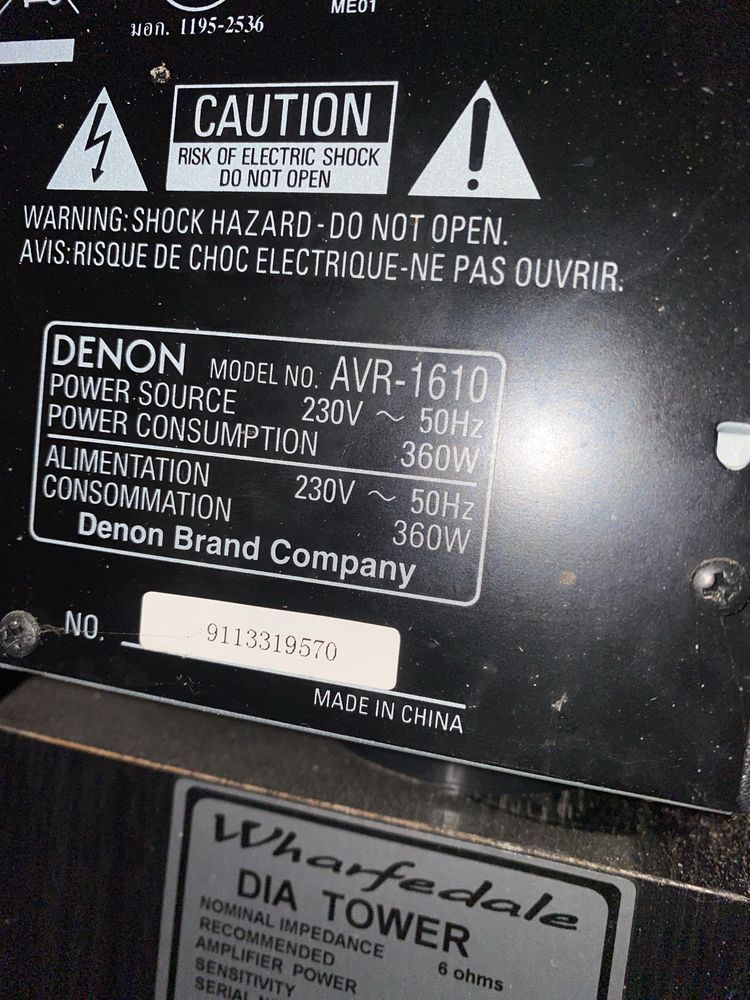 ME01
มอก. 1195-2536
CAUTION
RISK OF ELECTRIC SHOCK
DO NOT OPEN
WARNING: SHOCK HAZARD - DO NOT OPEN.
AVIS: RISQUE DE CHOC ELECTRIQUE-NE PAS OUVRIR.
DENON MODEL NO. AVR-1610
POWER SOURCE 230V ~ 50Hz
POWER CONSUMPTION 360W
ALIMENTATION 230V ~ 50Hz
CONSOMMATION 360W
Denon Brand Company
NO. 9113319570
MADE IN CHINA
Wharfedale
DIA TOWER
NOMINAL IMPEDANCE 6 ohms
RECOMMENDED
AMPLIFIER POWER
SENSITIVITY
SERIAL